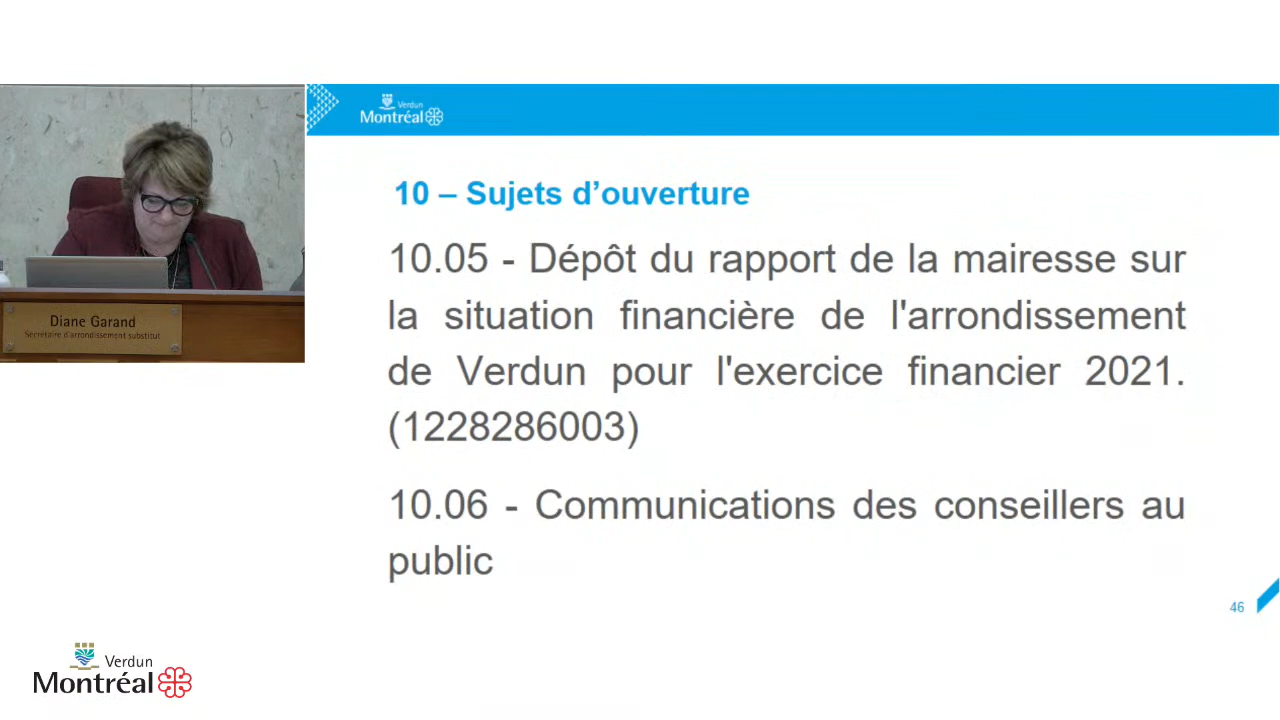 Verdun
Montréal
10 – Sujets d’ouverture
10.05 - Dépôt du rapport de la mairesse sur
la situation financière de l'arrondissement
de Verdun pour l'exercice financier 2021.
(1228286003)
10.06 - Communications des conseillers au
public
46
Diane Garand
Secrétaire d'arrondissement substitut
Verdun
Montréal